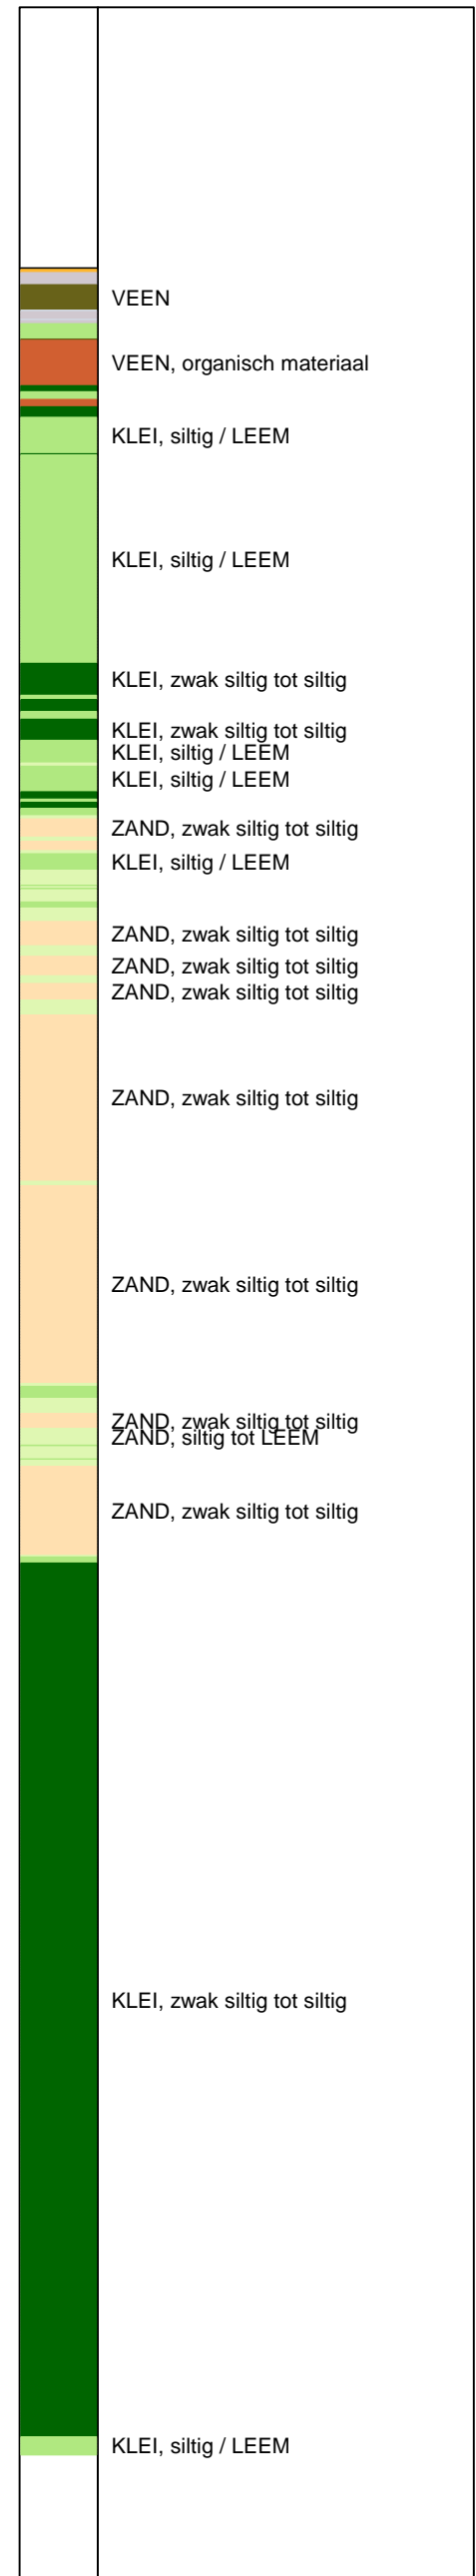 VEEN
VEEN, organisch materiaal
KLEI, siltig / LEEM
KLEI, siltig / LEEM
KLEI, zwak siltig tot siltig
KLEI, zwak siltig tot siltig
KLEI, siltig / LEEM
KLEI, siltig / LEEM
ZAND, zwak siltig tot siltig
KLEI, siltig / LEEM
ZAND, zwak siltig tot siltig
ZAND, zwak siltig tot siltig
ZAND, zwak siltig tot siltig
ZAND, zwak siltig tot siltig
ZAND, zwak siltig tot siltig
ZAND, zwak siltig tot siltig
ZAND, siltig tot LEEM
ZAND, zwak siltig tot siltig
KLEI, zwak siltig tot siltig
KLEI, siltig / LEEM